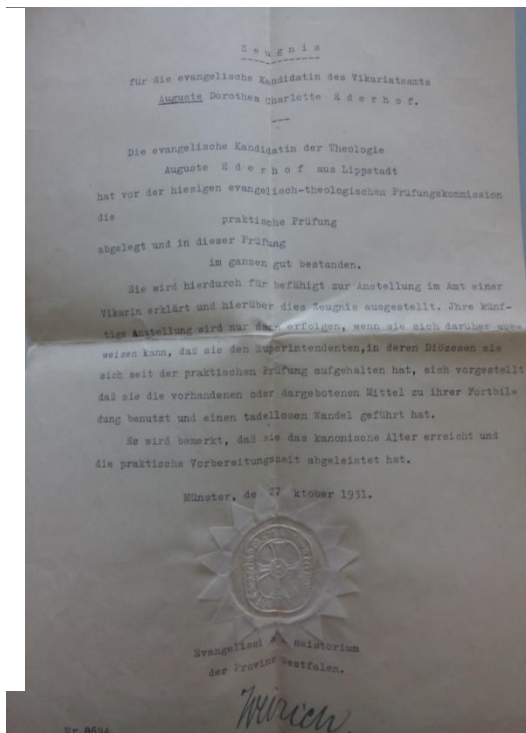 Z e u g n i s
für die evangelische Kandidatin des Vikariatsamts
Auguste Dorothea Charlotte E d e r h o f.
Die evangelische Kandidatin der Theologie
Auguste E d e r h o f aus Lippstadt
hat vor der hiesigen evangelisch-theologischen Prüfungskommission
die praktische Prüfung
abgelegt und in dieser Prüfung
im ganzen gut bestanden.
Sie wird hierdurch für befähigt zur Anstellung im Amt einer
Vikarin erklärt und hierüber dies Zeugnis ausgestellt. Jhre künf-
tige Anstellung wird nur dann erfolgen, wenn sie sich darüber aus
weisen kann, daß sie den Superintendenten, in deren Diözesen sie
sich seit der praktischen Prüfung aufgehalten hat, sich vorgestellt
daß sie die vorhandenen oder dargebotenen Mittel zu ihrer Fortbil
dung benutzt und einen tadellosen Wandel geführt hat.
Es wird bemerkt, daß sie das kanonische Alter erreicht und
die praktische Vorbereitungszeit abgeleistet hat.
Münster, de 27 ktober 1931.
Evangelisch nsistorium
der Provinz Westfalen.
Weirich